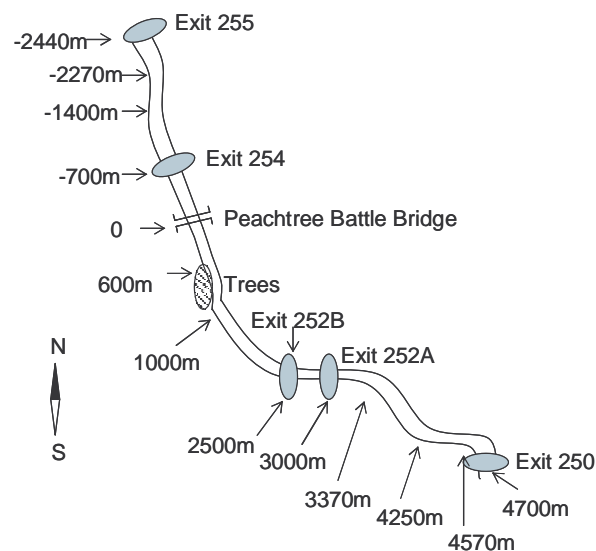 Exit 255
-2440m
-2270m
-1400m
Exit 254
-700m
Peachtree Battle Bridge
0
600m
Trees
Exit 252B
1000m
Exit 252A
N
S
2500m
3000m
Exit 250
3370m
4700m
4250m
4570m